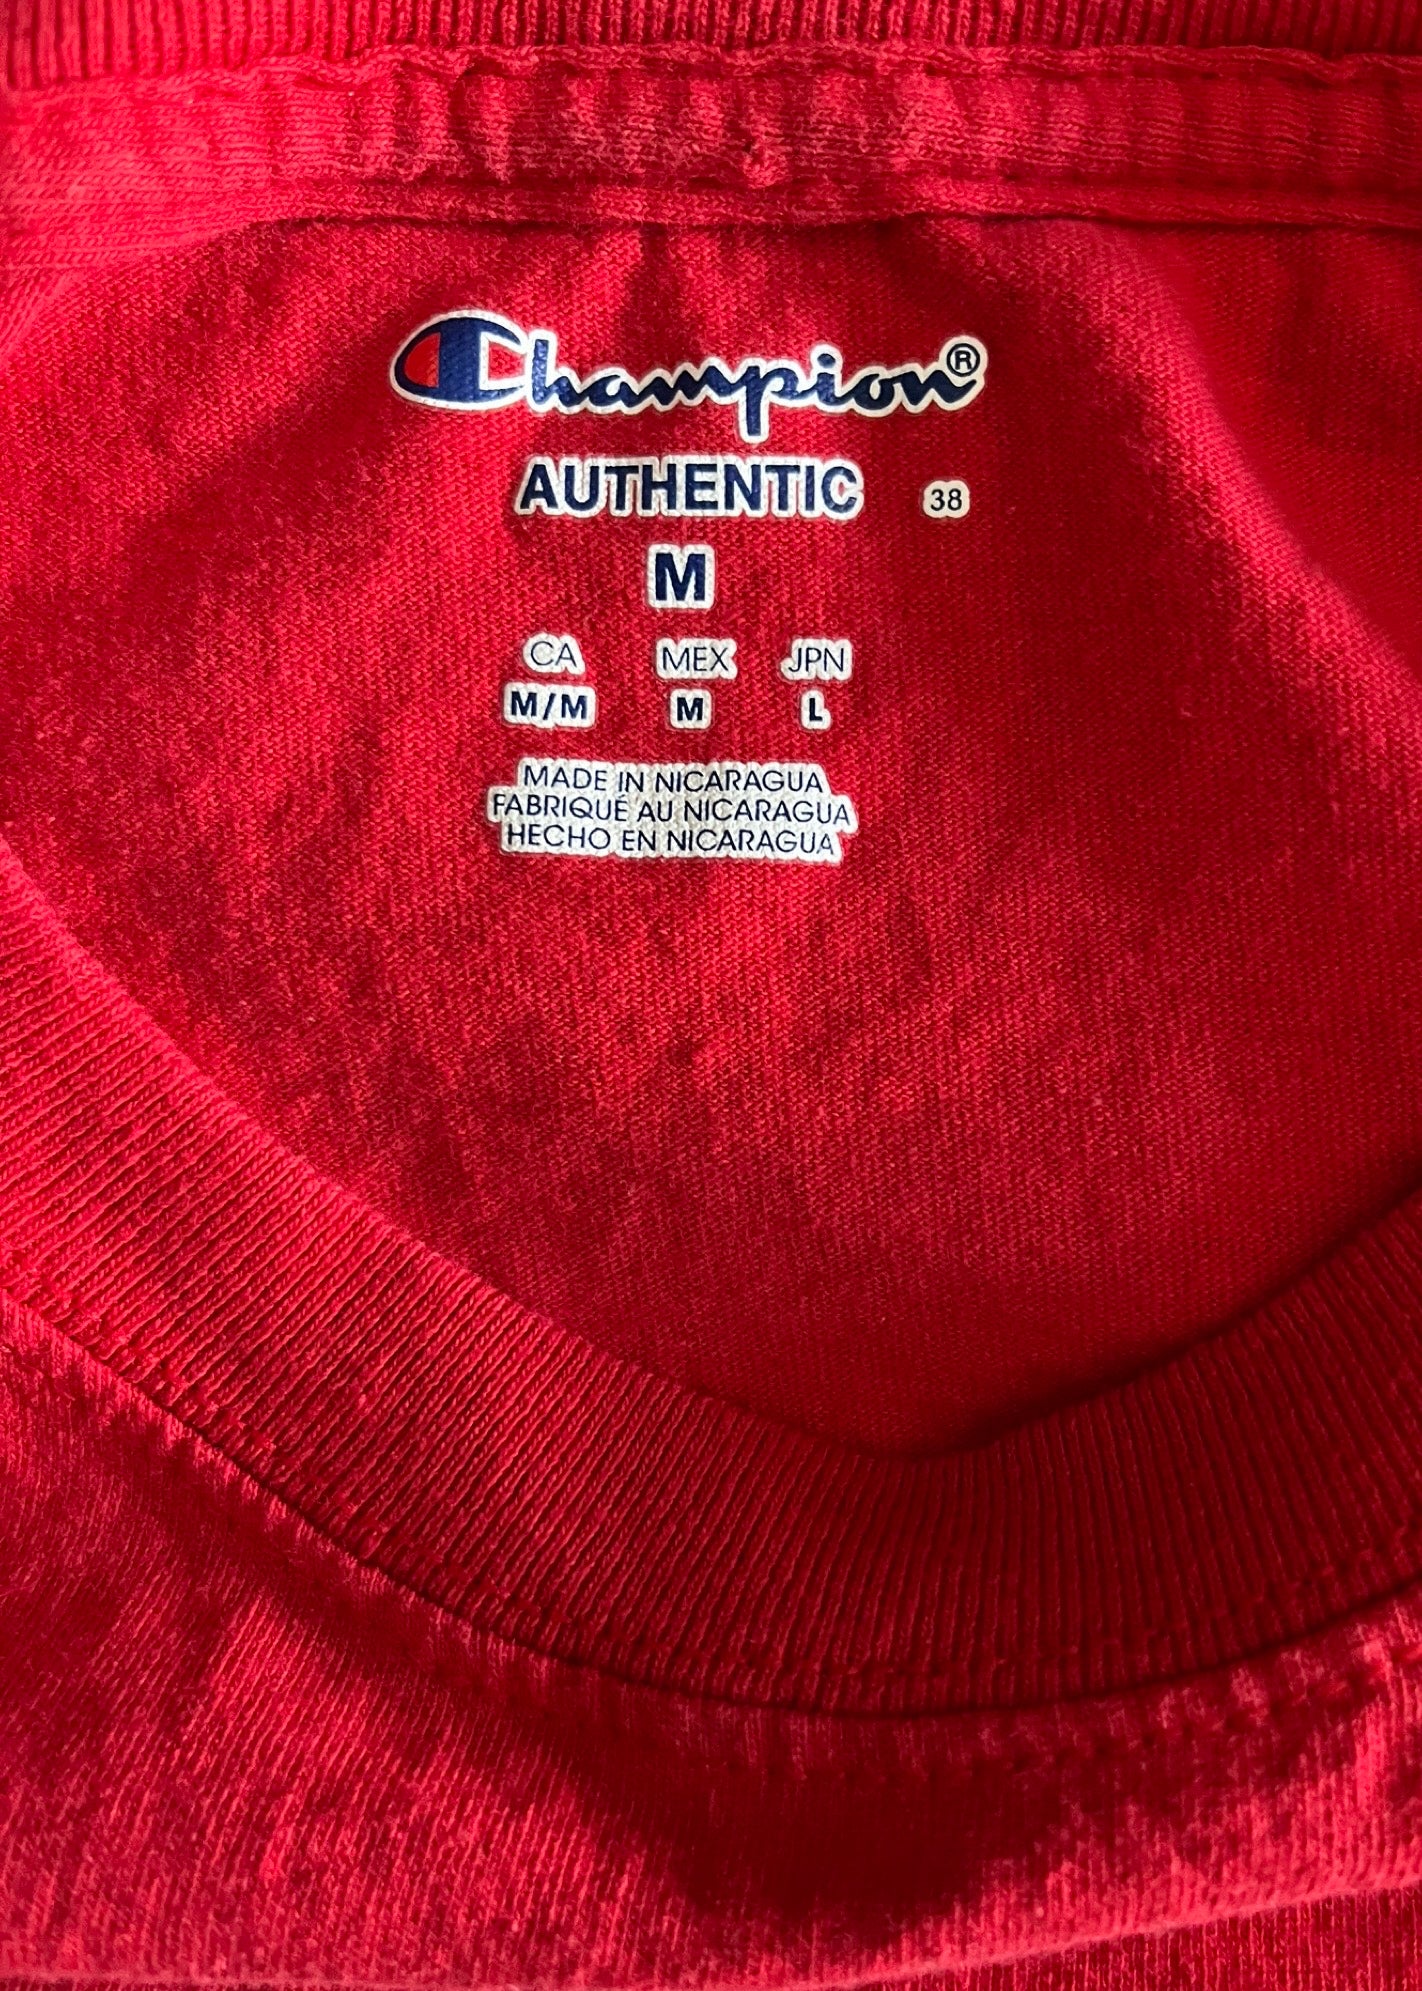 Champion®
AUTHENTIC 38
M
CA MEX JPN
M/M M L
MADE IN NICARAGUA
FABRIQUÉ AU NICARAGUA
HECHO EN NICARAGUA